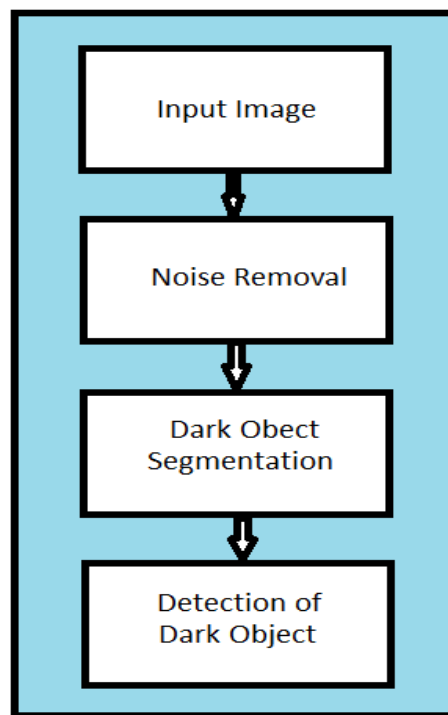 Input Image
Noise Removal
Dark Obect
Segmentation
Detection of
Dark Object